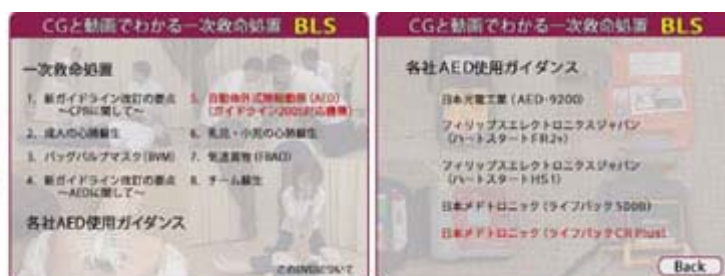 CGと動画でわかる一次救命処置 BLS
一次救命処置
1. 新ガイドライン改訂の要点
～CPRに関して～
2. 成人の心肺蘇生
3. バッグバルブマスク(BVM)
4. 新ガイドライン改訂の要点
～AEDに関して～
5. 自動体外式除細動器(AED)
(ガイドライン2005対応機種)
6. 乳児・小児の心肺蘇生
7. 気道異物(FBAO)
8. チーム蘇生
各社AED使用ガイダンス
このDVDについて
CGと動画でわかる一次救命処置 BLS
各社AED使用ガイダンス
日本光電工業(AED-9200)
フィリップスエレクトロニクスジャパン
(ハートスタートFR2+)
フィリップスエレクトロニクスジャパン
(ハートスタートHS1)
日本メドトロニック(ライフパック500B)
日本メドトロニック(ライフパックCR Plus)
Back